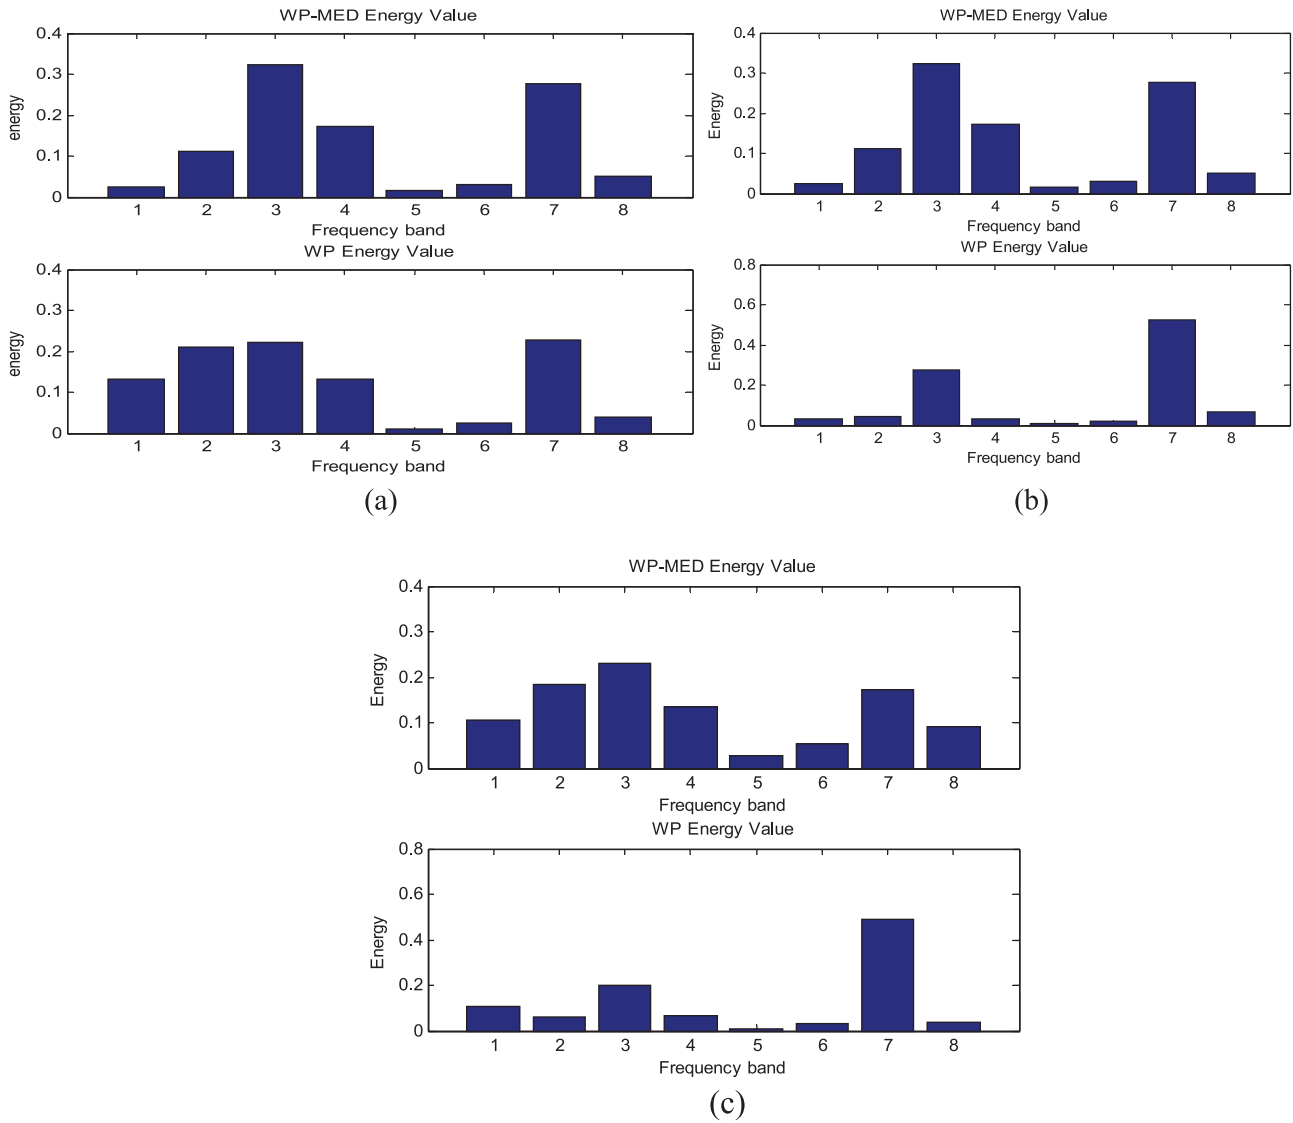 WP-MED Energy Value
0.4
0.3
0.2
0.1
0
energy
1 2 3 4 5 6 7 8
Frequency band
WP Energy Value
0.4
0.3
0.2
0.1
0
energy
1 2 3 4 5 6 7 8
Frequency band
(a)
WP-MED Energy Value
0.4
0.3
0.2
0.1
0
Energy
1 2 3 4 5 6 7 8
Frequency band
WP Energy Value
0.8
0.6
0.4
0.2
0
Energy
1 2 3 4 5 6 7 8
Frequency band
(b)
WP-MED Energy Value
0.4
0.3
0.2
0.1
0
Energy
1 2 3 4 5 6 7 8
Frequency band
WP Energy Value
0.8
0.6
0.4
0.2
0
Energy
1 2 3 4 5 6 7 8
Frequency band
(c)